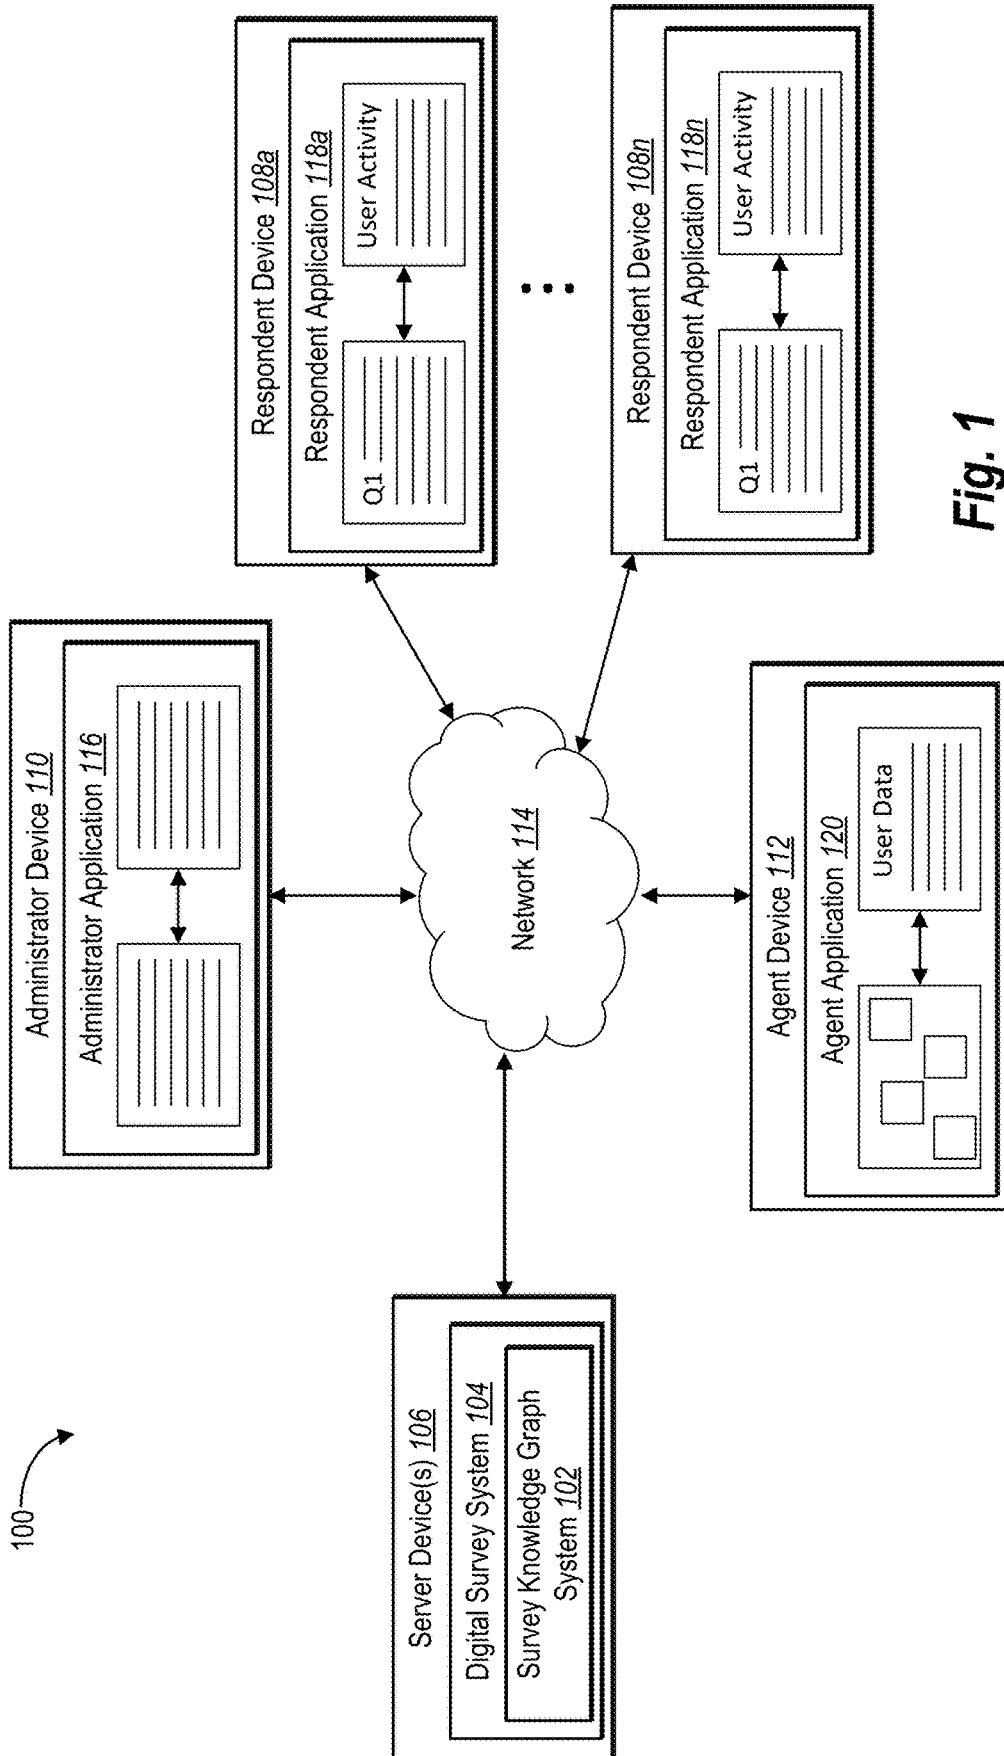 100
Server Device(s) 106
Digital Survey System 104
Survey Knowledge Graph
System 102
Administrator Device 110
Administrator Application 116
Network 114
Agent Device 112
Agent Application 120
User Data
Respondent Device 108a
Respondent Application 118a
Q1
User Activity
Respondent Device 108n
Respondent Application 118n
Q1
User Activity
Fig. 1